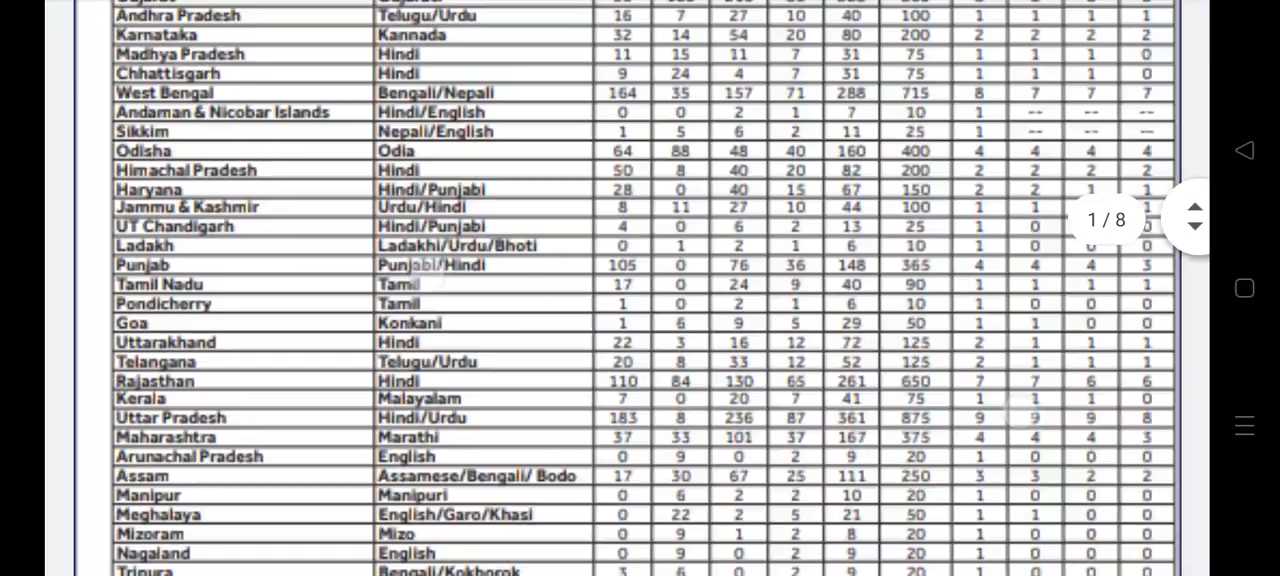 Andhra Pradesh Telugu/Urdu 16 7 27 10 40 100 1 1 1 1
Karnataka Kannada 32 14 54 20 80 200 2 2 2 2
Madhya Pradesh Hindi 11 15 11 7 31 75 1 1 1 0
Chhattisgarh Hindi 9 24 4 7 31 75 1 1 1 0
West Bengal Bengali/Nepali 164 35 157 71 288 715 8 7 7 7
Andaman & Nicobar Islands Hindi/English 0 0 2 1 7 10 1 -- -- --
Sikkim Nepali/English 1 5 6 2 11 25 1 -- -- --
Odisha Odia 64 88 48 40 160 400 4 4 4 4
Himachal Pradesh Hindi 50 8 40 20 82 200 2 2 2 2
Haryana Hindi/Punjabi 28 0 40 15 67 150 2 2 1 1
Jammu & Kashmir Urdu/Hindi 8 11 27 10 44 100 1 1 1
1 / 8
UT Chandigarh Hindi/Punjabi 4 0 6 2 13 25 1 0 0
Ladakh Ladakhi/Urdu/Bhoti 0 1 2 1 6 10 1 0 0 0
Punjab Punjabi/Hindi 105 0 76 36 148 365 4 4 4 3
Tamil Nadu Tamil 17 0 24 9 40 90 1 1 1 1
Pondicherry Tamil 1 0 2 1 6 10 1 0 0 0
Goa Konkani 1 6 9 5 29 50 1 1 0 0
Uttarakhand Hindi 22 3 16 12 72 125 2 1 1 1
Telangana Telugu/Urdu 20 8 33 12 52 125 2 1 1 1
Rajasthan Hindi 110 84 130 65 261 650 7 7 6 6
Kerala Malayalam 7 0 20 7 41 75 1 1 1 0
Uttar Pradesh Hindi/Urdu 183 8 236 87 361 875 9 9 9 8
Maharashtra Marathi 37 33 101 37 167 375 4 4 4 3
Arunachal Pradesh English 0 9 0 2 9 20 1 0 0 0
Assam Assamese/Bengali/ Bodo 17 30 67 25 111 250 3 3 2 2
Manipur Manipuri 0 6 2 2 10 20 1 0 0 0
Meghalaya English/Garo/Khasi 0 22 2 5 21 50 1 1 0 0
Mizoram Mizo 0 9 1 2 8 20 1 0 0 0
Nagaland English 0 9 0 2 9 20 1 0 0 0
Tripura Bengali/Kokborok 3 6 0 2 9 20 1 0 0 0